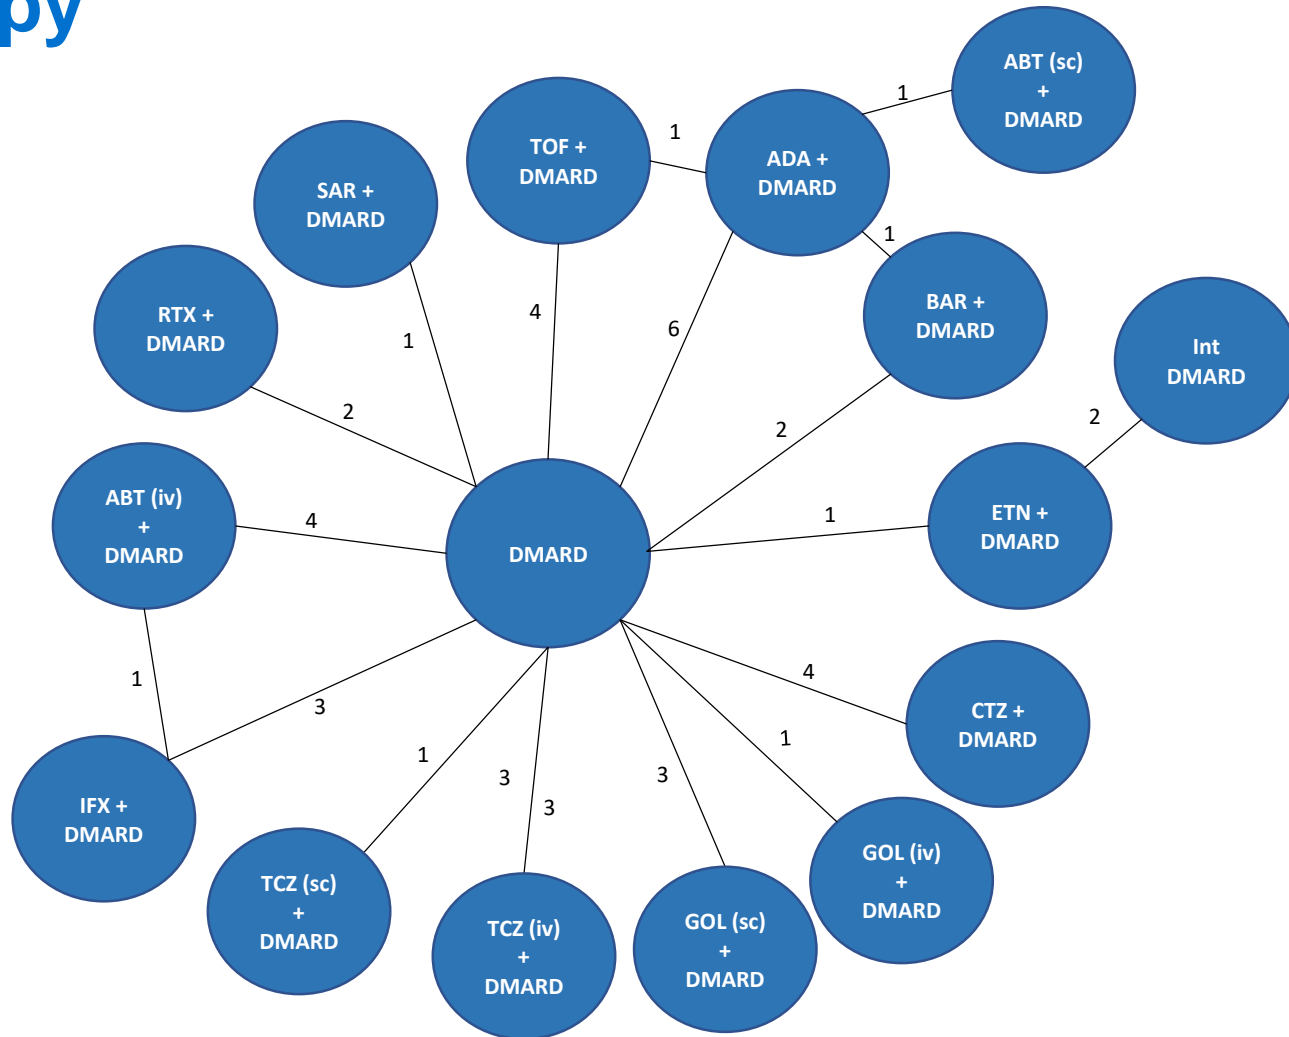 py
ABT (sc)
+
DMARD
1
TOF +
DMARD
1
ADA +
DMARD
SAR +
DMARD
1
BAR +
DMARD
RTX +
DMARD
4
6
1
Int
DMARD
2
2
2
ABT (iv)
+
DMARD
4
1
ETN +
DMARD
DMARD
1
3
4
CTZ +
DMARD
1
1
3
3
3
IFX +
DMARD
GOL (iv)
+
DMARD
TCZ (sc)
+
DMARD
TCZ (iv)
+
DMARD
GOL (sc)
+
DMARD